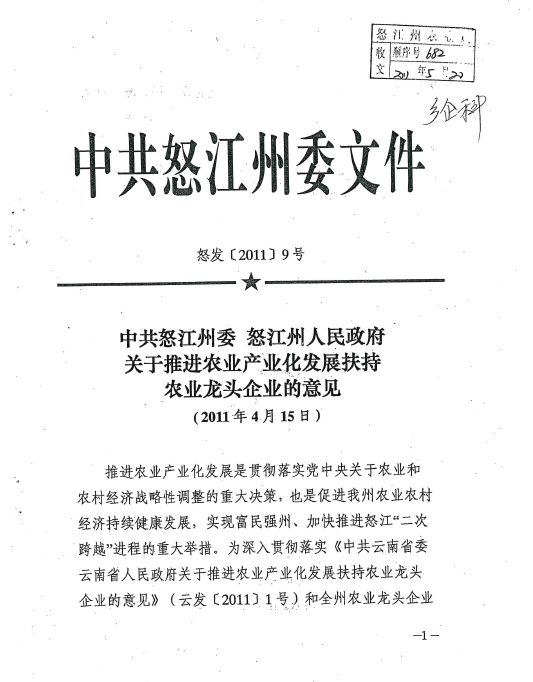 怒江州农
收文
顺序号 682
2011年5月20
乡企科
中共怒江州委文件
怒发〔2011〕9号
中共怒江州委 怒江州人民政府
关于推进农业产业化发展扶持
农业龙头企业的意见
(2011年4月15日)
推进农业产业化发展是贯彻落实党中央关于农业和
农村经济战略性调整的重大决策，也是促进我州农业农村
经济持续健康发展，实现富民强州、加快推进怒江“二次
跨越”进程的重大举措。为深入贯彻落实《中共云南省委
云南省人民政府关于推进农业产业化发展扶持农业龙头
企业的意见》（云发〔2011〕1号）和全州农业龙头企业
—1—